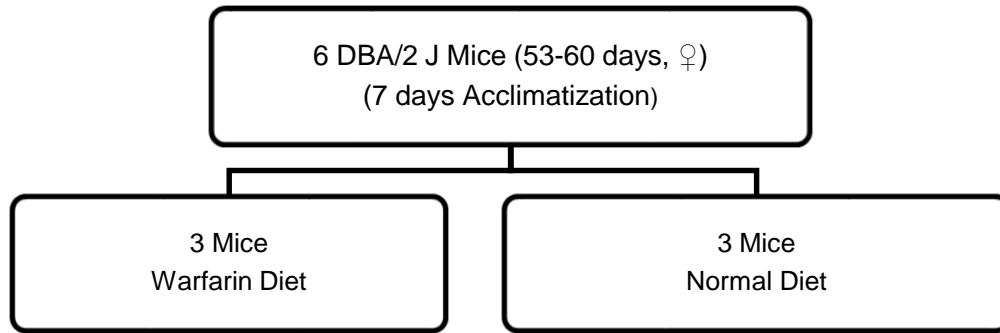 6 DBA/2 J Mice (53-60 days, ♀)
(7 days Acclimatization)
3 Mice
Warfarin Diet
3 Mice
Normal Diet